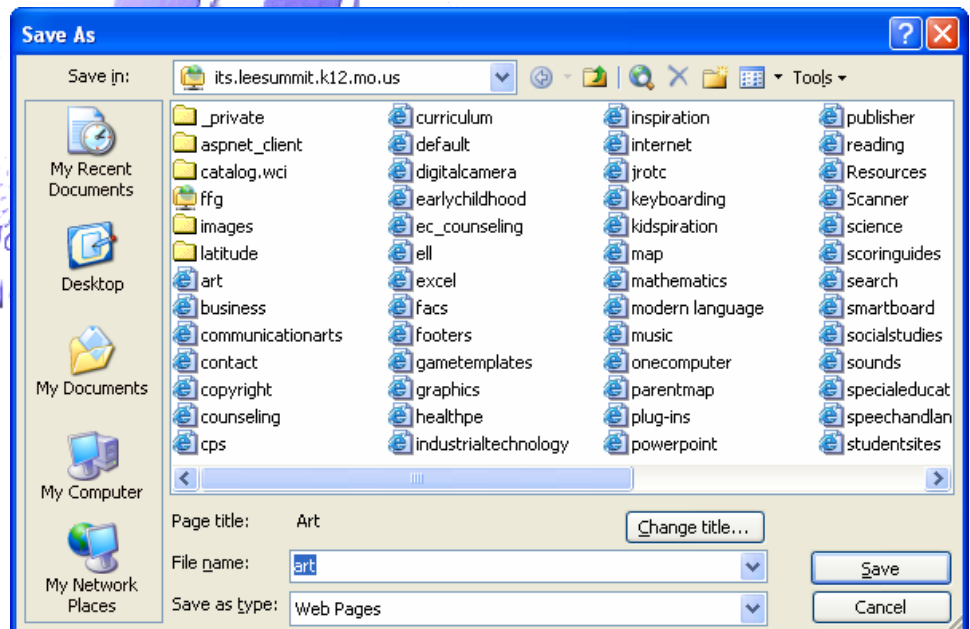 Save As
Save in: its.leesummit.k12.mo.us Tools
My Recent Documents
Desktop
My Documents
My Computer
My Network Places
_private curriculum inspiration publisher
aspnet_client default internet reading
catalog.wci digitalcamera jrotc Resources
ffg earlychildhood keyboarding Scanner
images ec_counseling kidspiration science
latitude ell map scoringguides
art excel mathematics search
business facs modern language smartboard
communicationarts footers music socialstudies
contact gametemplates onecomputer sounds
copyright graphics parentmap specialeducat
counseling healthpe plug-ins speechandlan
cps industrialtechnology powerpoint studentsites
Page title: Art Change title...
File name: art Save
Save as type: Web Pages Cancel